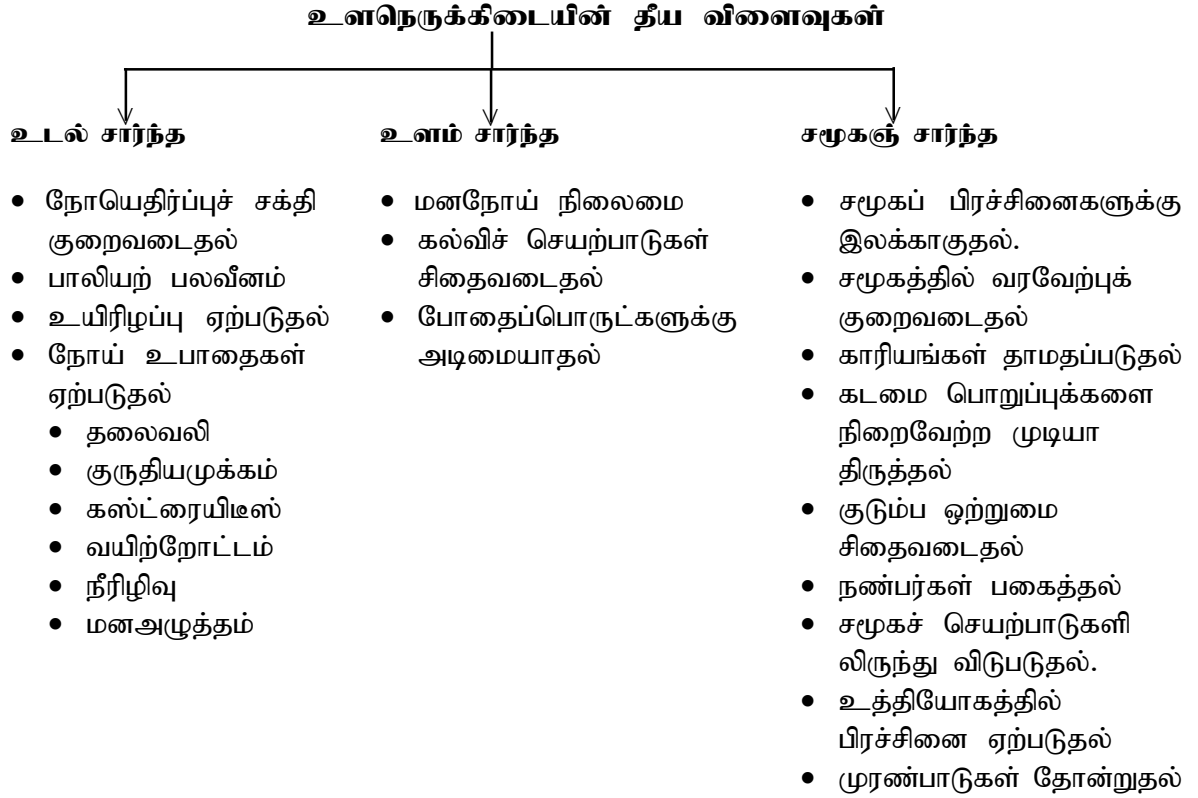 உளநெருக்கிடையின் தீய விளைவுகள்
உடல் சார்ந்த
• நோயெதிர்ப்புச் சக்தி
குறைவடைதல்
• பாலியற் பலவீனம்
• உயிரிழப்பு ஏற்படுதல்
• நோய் உபாதைகள்
ஏற்படுதல்
• தலைவலி
• குருதியமுக்கம்
• கஸ்ட்ரையிடீஸ்
• வயிற்றோட்டம்
• நீரிழிவு
• மனஅழுத்தம்
உளம் சார்ந்த
• மனநோய் நிலைமை
• கல்விச் செயற்பாடுகள்
சிதைவடைதல்
• போதைப்பொருட்களுக்கு
அடிமையாதல்
சமூகஞ் சார்ந்த
• சமூகப் பிரச்சினைகளுக்கு
இலக்காகுதல்.
• சமூகத்தில் வரவேற்புக்
குறைவடைதல்
• காரியங்கள் தாமதப்படுதல்
• கடமை பொறுப்புக்களை
நிறைவேற்ற முடியா
திருத்தல்
• குடும்ப ஒற்றுமை
சிதைவடைதல்
• நண்பர்கள் பகைத்தல்
• சமூகச் செயற்பாடுகளி
லிருந்து விடுபடுதல்.
• உத்தியோகத்தில்
பிரச்சினை ஏற்படுதல்
• முரண்பாடுகள் தோன்றுதல்